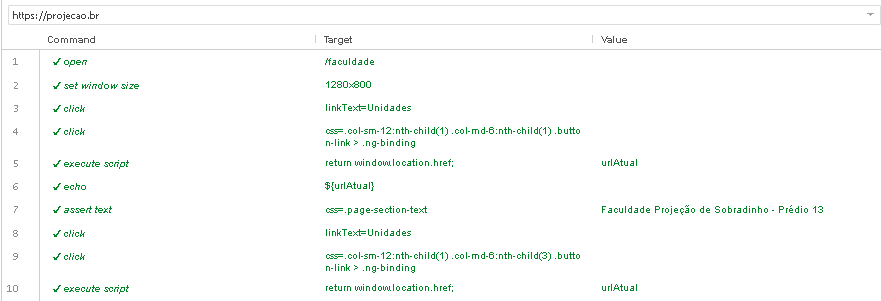 https://projecao.br
Command Target Value
1 ✓ open /faculdade
2 ✓ set window size 1280x800
3 ✓ click linkText=Unidades
4 ✓ click css=.col-sm-12:nth-child(1) .col-md-6:nth-child(1) .butto
n-link > .ng-binding
5 ✓ execute script return window.location.href; urlAtual
6 ✓ echo ${urlAtual}
7 ✓ assert text css=.page-section-text Faculdade Projeção de Sobradinho - Prédio 13
8 ✓ click linkText=Unidades
9 ✓ click css=.col-sm-12:nth-child(1) .col-md-6:nth-child(3) .butto
n-link > .ng-binding
10 ✓ execute script return window.location.href; urlAtual